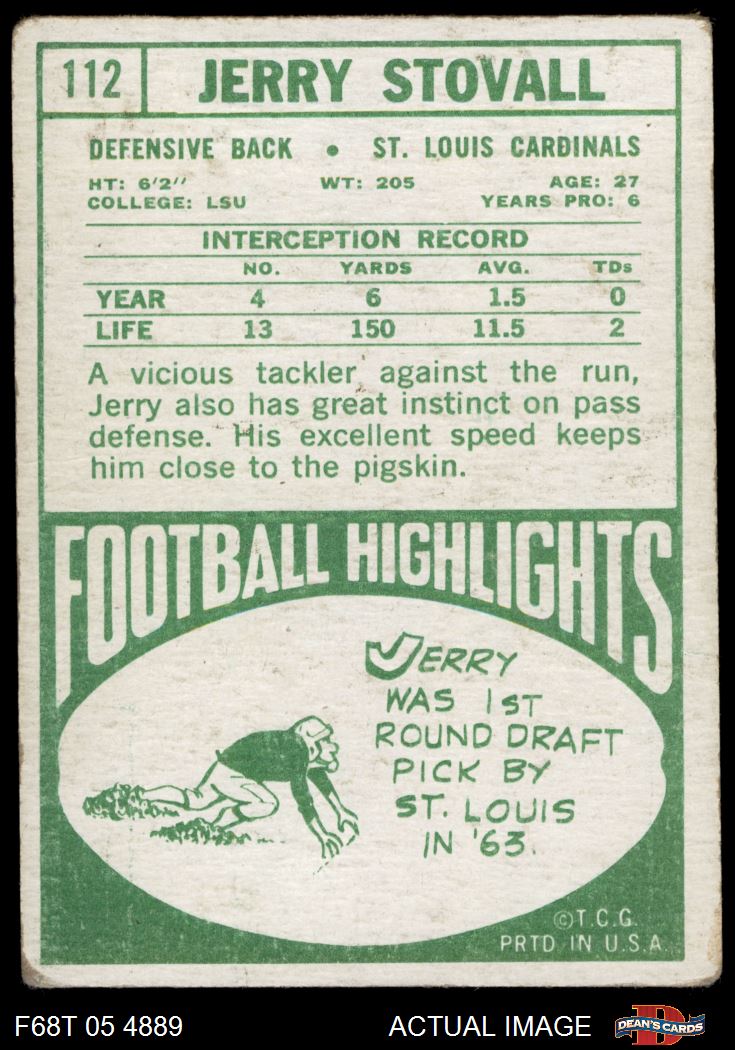 112 JERRY STOVALL
DEFENSIVE BACK • ST. LOUIS CARDINALS
HT: 6'2" WT: 205 AGE: 27
COLLEGE: LSU YEARS PRO: 6
INTERCEPTION RECORD
NO. YARDS AVG. TDs
YEAR 4 6 1.5 0
LIFE 13 150 11.5 2
A vicious tackler against the run,
Jerry also has great instinct on pass
defense. His excellent speed keeps
him close to the pigskin.
FOOTBALL HIGHLIGHTS
JERRY
WAS 1ST
ROUND DRAFT
PICK BY
ST. LOUIS
IN '63.
©T.C.G.
PRTD. IN U.S.A.
F68T 05 4889 ACTUAL IMAGE D DEAN'S CARDS